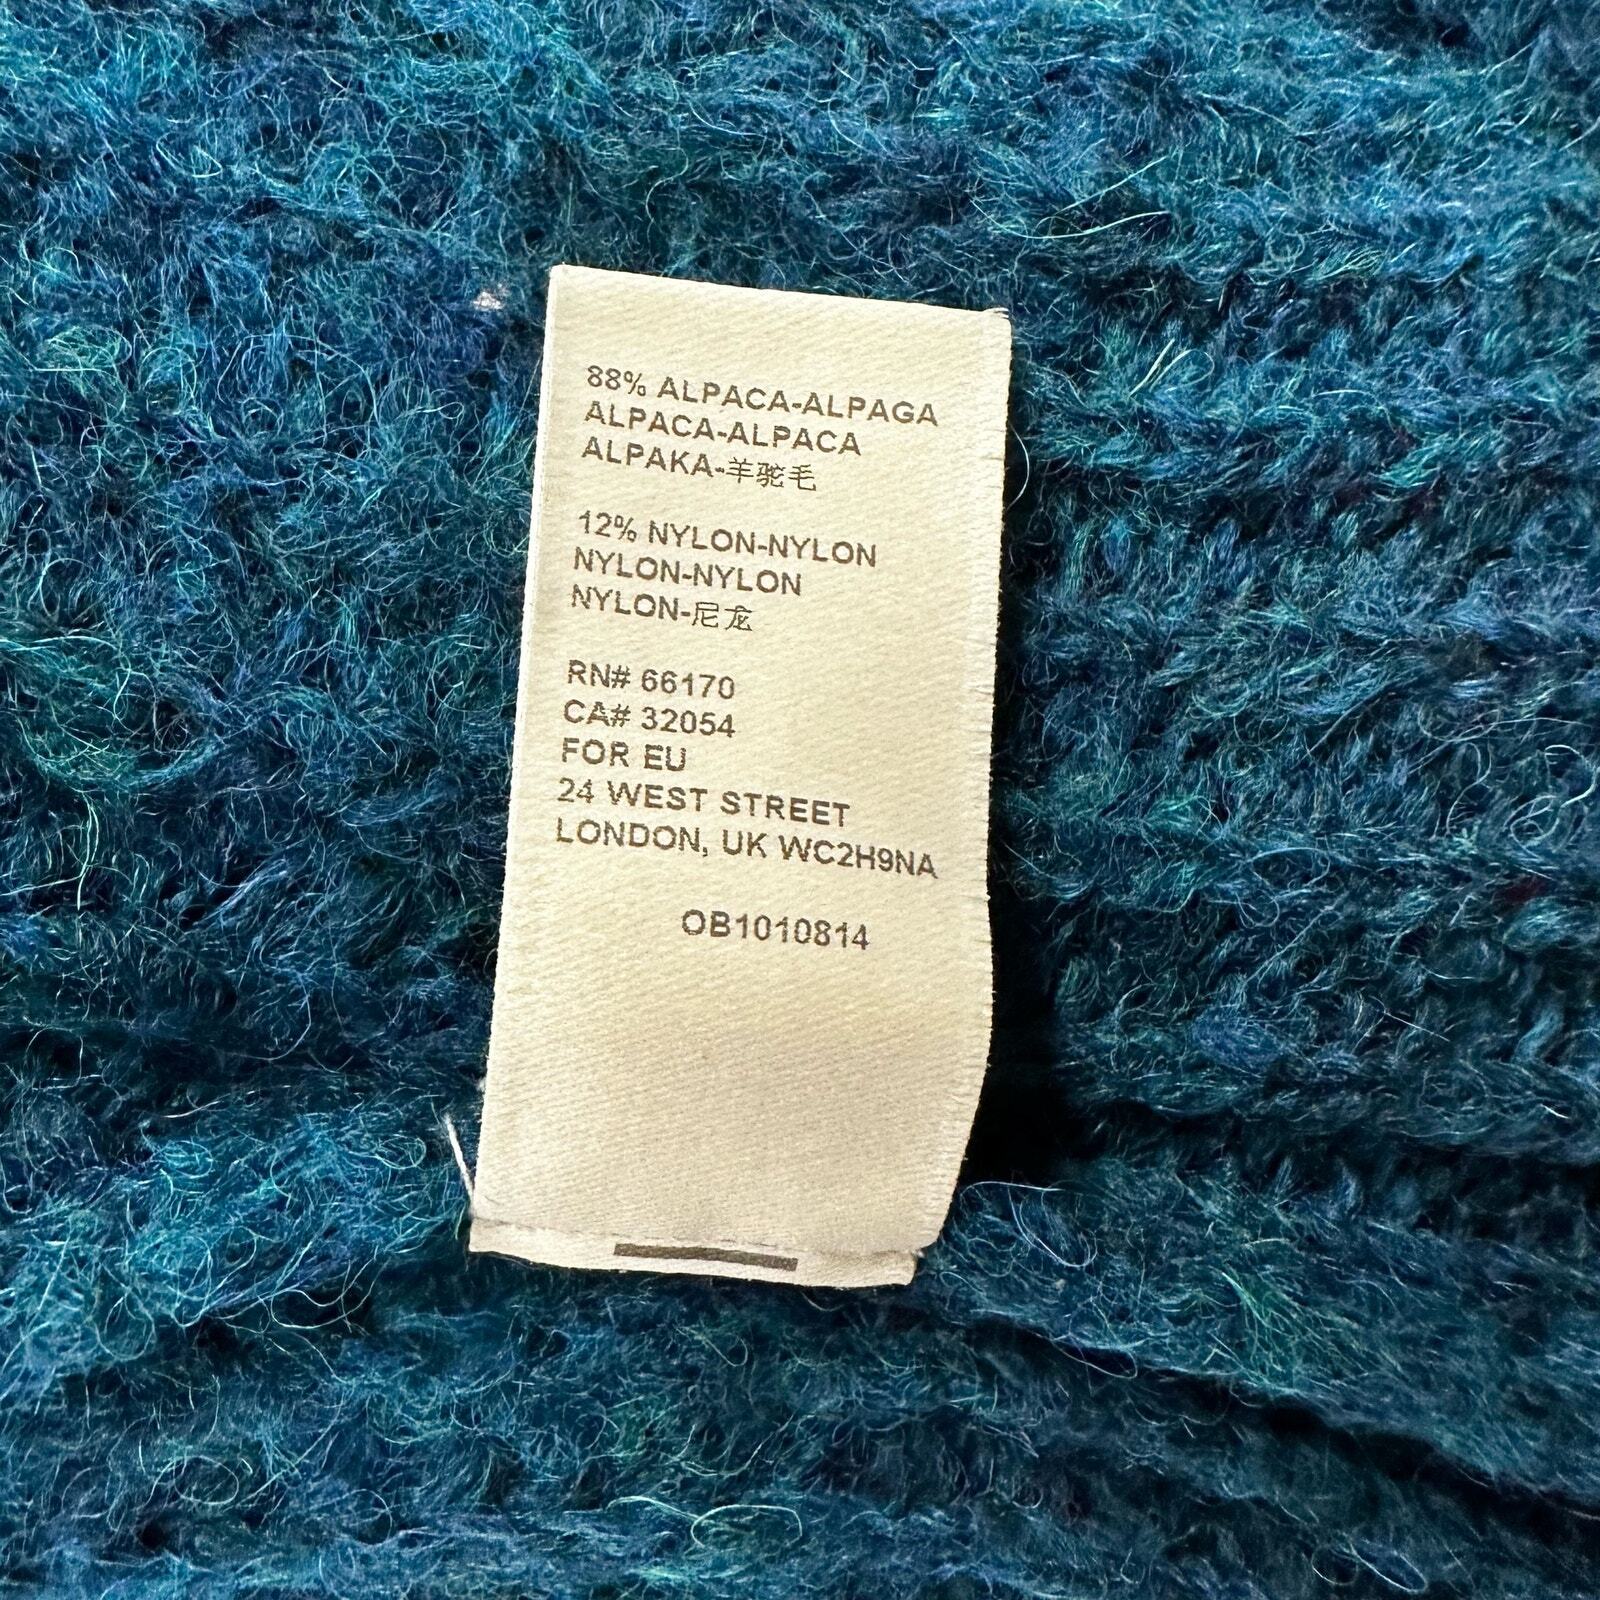 88% ALPACA-ALPAGA
ALPACA-ALPACA
ALPAKA-羊驼毛
12% NYLON-NYLON
NYLON-NYLON
NYLON-尼龙
RN# 66170
CA# 32054
FOR EU
24 WEST STREET
LONDON, UK WC2H9NA
OB1010814